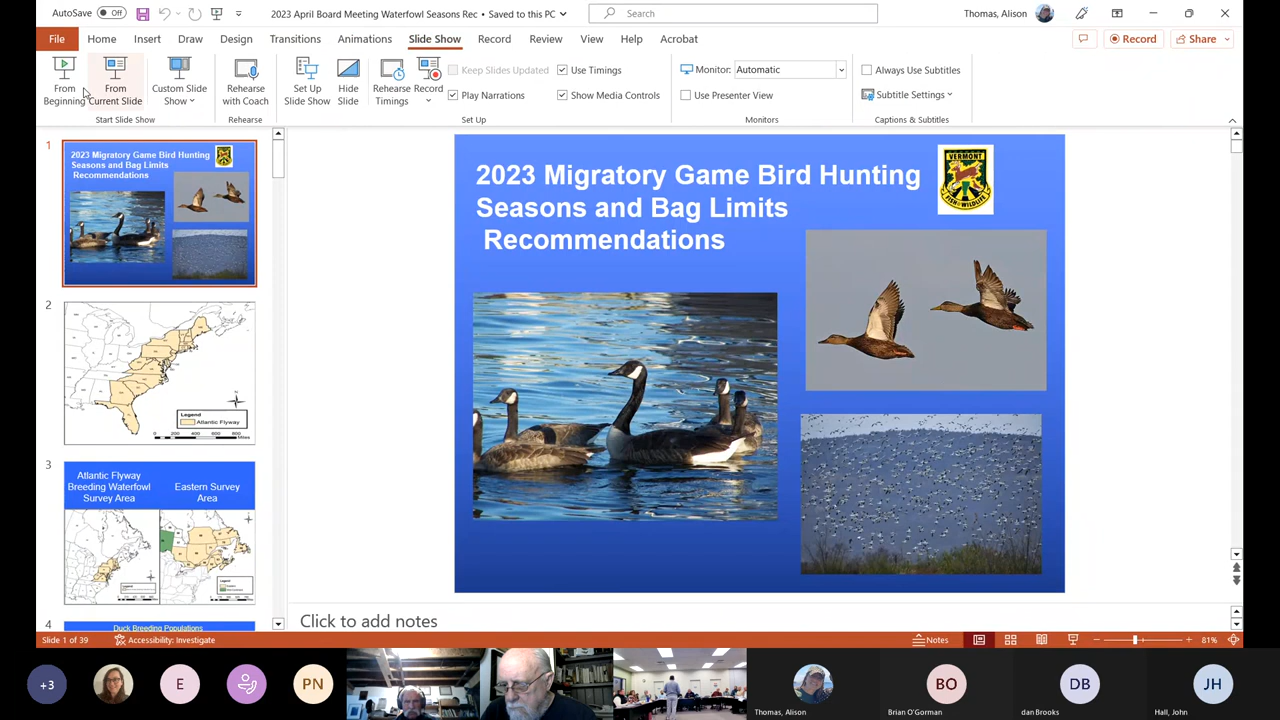 AutoSave Off 2023 April Board Meeting Waterfowl Seasons Rec • Saved to this PC Search Thomas, Alison
File Home Insert Draw Design Transitions Animations Slide Show Record Review View Help Acrobat Record Share
From Beginning
From Current Slide
Custom Slide Show
Rehearse with Coach
Set Up Slide Show
Hide Slide
Rehearse Timings
Record
Keep Slides Updated
Use Timings
Play Narrations
Show Media Controls
Monitor: Automatic
Use Presenter View
Always Use Subtitles
Subtitle Settings
Start Slide Show Rehearse Set Up Monitors Captions & Subtitles
1
2023 Migratory Game Bird Hunting
Seasons and Bag Limits
Recommendations
2
Legend
Atlantic Flyway
3
Atlantic Flyway
Breeding Waterfowl
Survey Area
Eastern Survey
Area
4
Duck Breeding Populations
2023 Migratory Game Bird Hunting
Seasons and Bag Limits
Recommendations
VERMONT
FISH & WILDLIFE
Click to add notes
Slide 1 of 39 Accessibility: Investigate Notes 81%
+3 E PN BO DB JH
Thomas, Alison Brian O'Gorman dan Brooks Hall, John